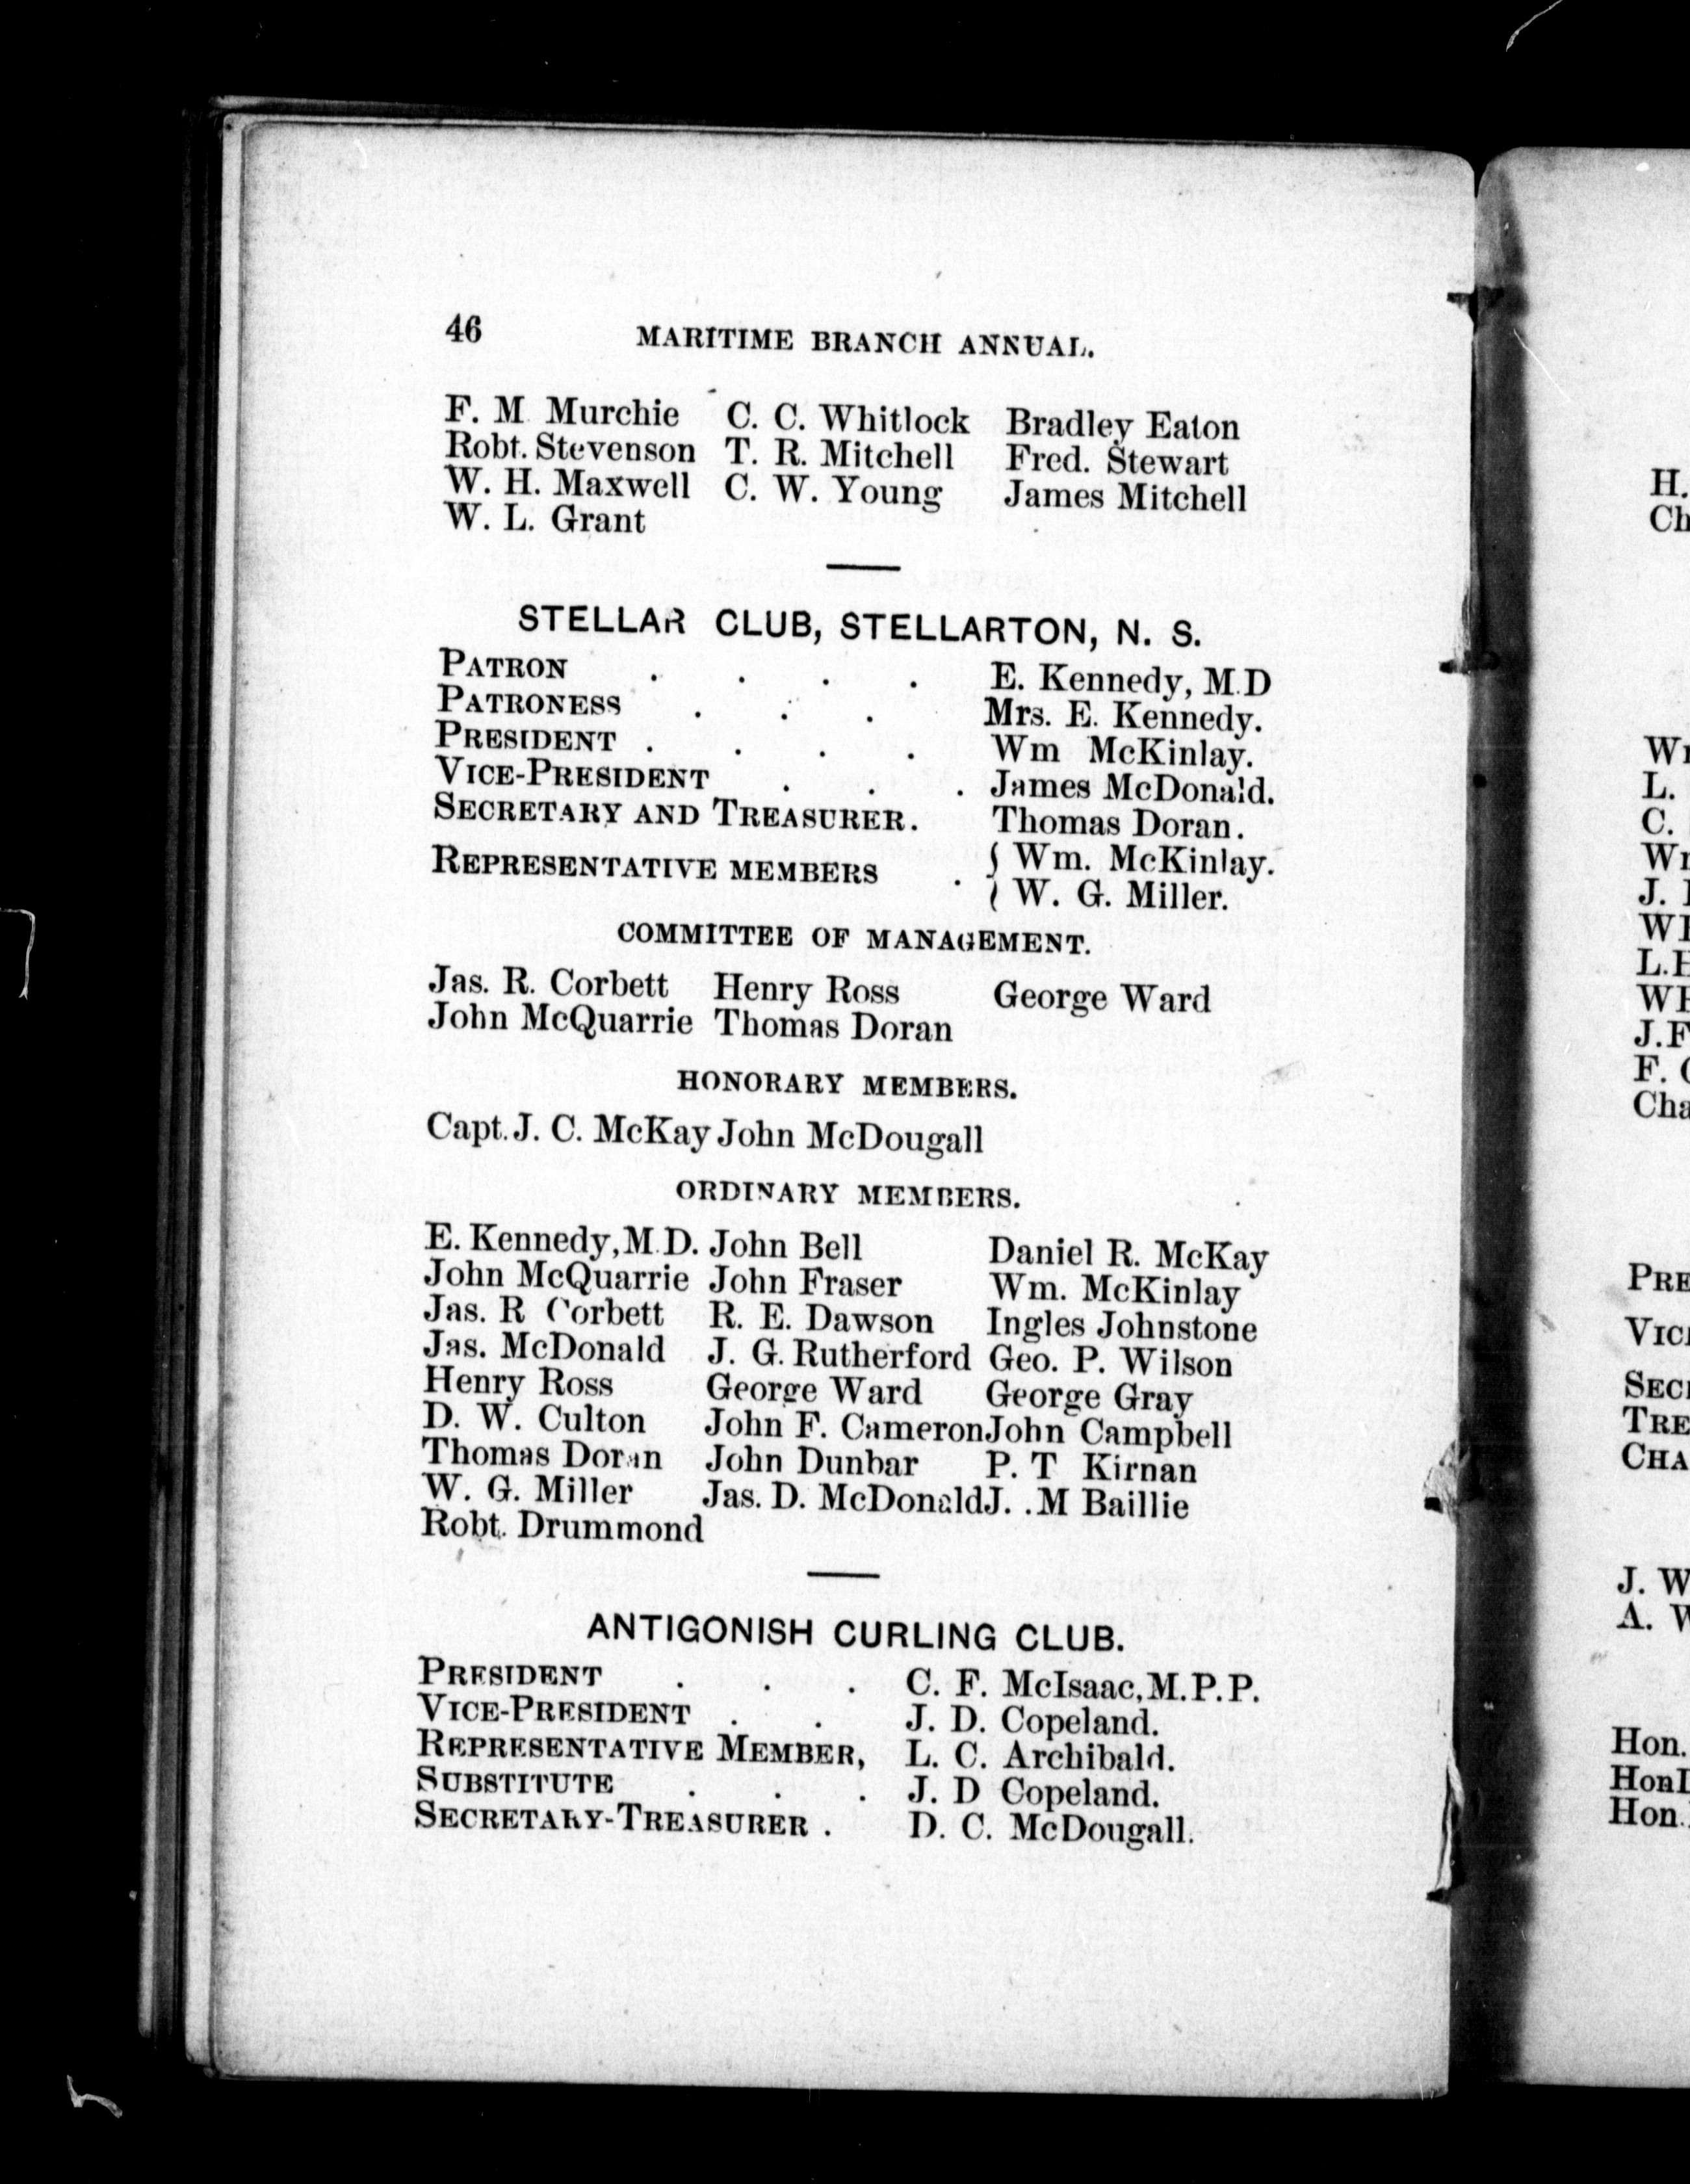 46 MARITIME BRANCH ANNUAL.
F. M Murchie C. C. Whitlock Bradley Eaton
Robt. Stevenson T. R. Mitchell Fred. Stewart
W. H. Maxwell C. W. Young James Mitchell
W. L. Grant
STELLAR CLUB, STELLARTON, N. S.
PATRON . . . . E. Kennedy, M.D
PATRONESS . . . Mrs. E. Kennedy.
PRESIDENT . . . . Wm McKinlay.
VICE-PRESIDENT . . . James McDonald.
SECRETARY AND TREASURER. Thomas Doran.
REPRESENTATIVE MEMBERS . { Wm. McKinlay.
{ W. G. Miller.
COMMITTEE OF MANAGEMENT.
Jas. R. Corbett Henry Ross George Ward
John McQuarrie Thomas Doran
HONORARY MEMBERS.
Capt. J. C. McKay John McDougall
ORDINARY MEMBERS.
E. Kennedy, M.D. John Bell Daniel R. McKay
John McQuarrie John Fraser Wm. McKinlay
Jas. R Corbett R. E. Dawson Ingles Johnstone
Jas. McDonald J. G. Rutherford Geo. P. Wilson
Henry Ross George Ward George Gray
D. W. Culton John F. Cameron John Campbell
Thomas Doran John Dunbar P. T Kirnan
W. G. Miller Jas. D. McDonald J. .M Baillie
Robt. Drummond
ANTIGONISH CURLING CLUB.
PRESIDENT . . . C. F. McIsaac, M.P.P.
VICE-PRESIDENT . . J. D. Copeland.
REPRESENTATIVE MEMBER, L. C. Archibald.
SUBSTITUTE . . . J. D Copeland.
SECRETARY-TREASURER . D. C. McDougall.
H.
L.
C.
J.
F.
J. W
A.
Hon.
Hon.